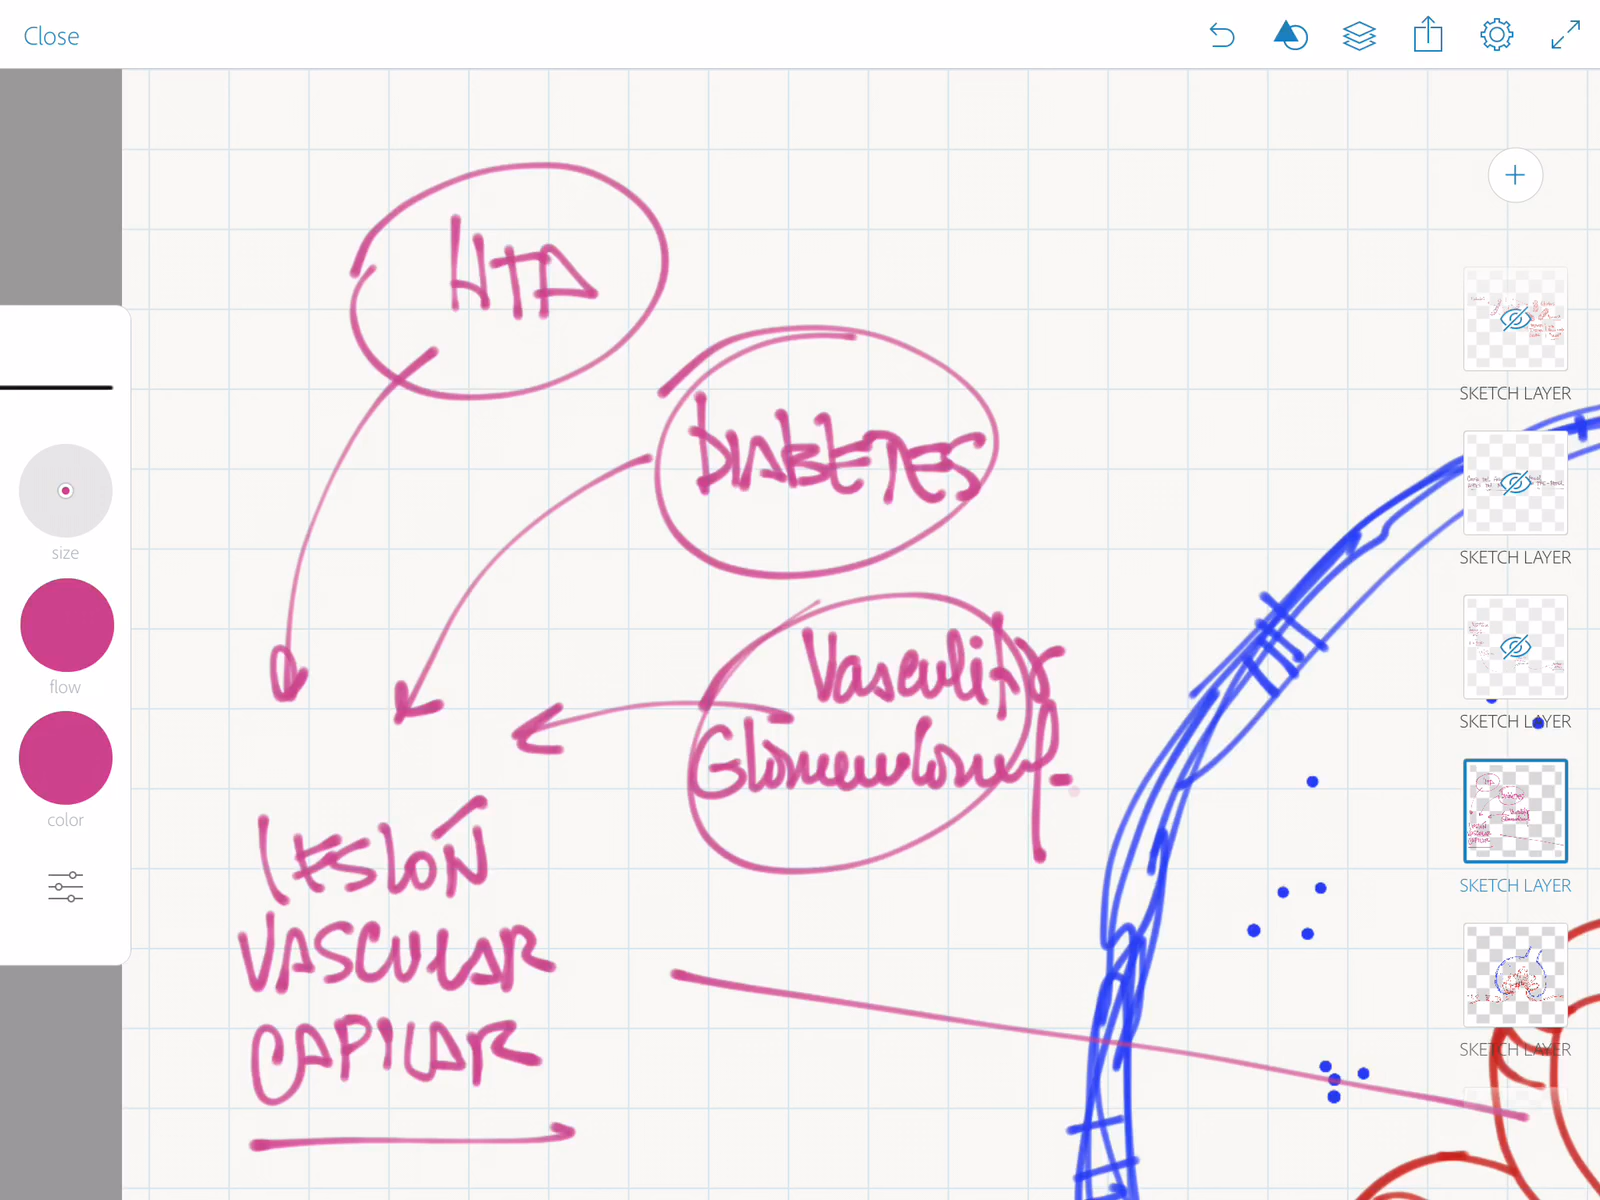 Close
HTA
DIABETES
Vasculitis
LESIÓN
VASCULAR
CAPILAR
size
flow
color
SKETCH LAYER
SKETCH LAYER
SKETCH LAYER
SKETCH LAYER
SKETCH LAYER